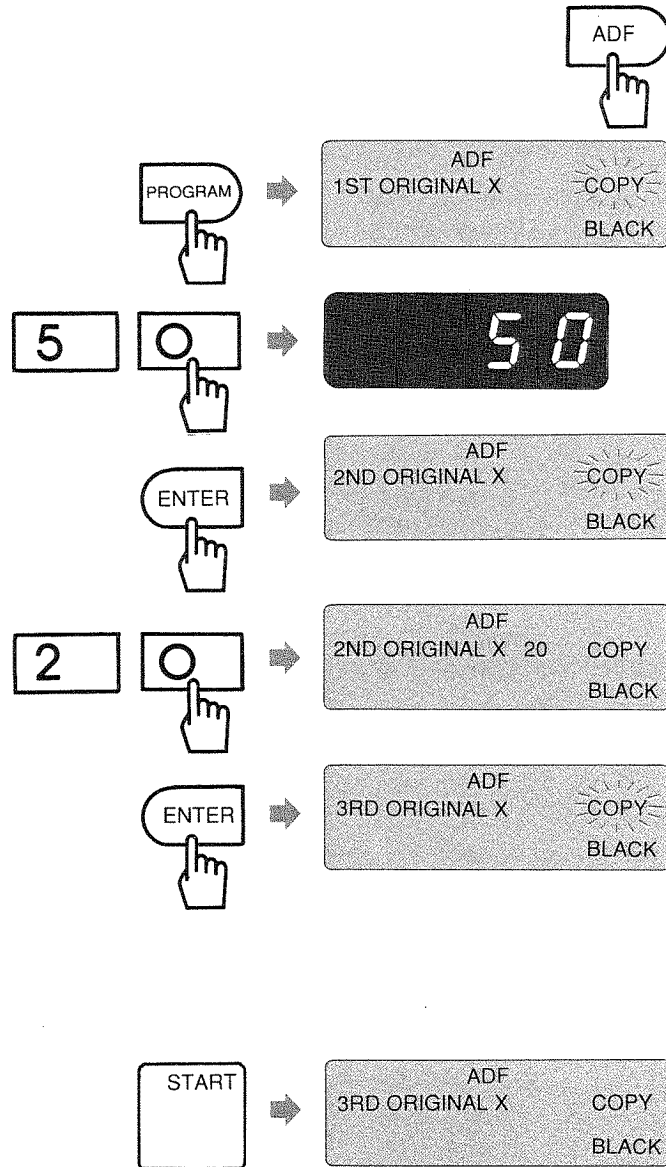 ADF
PROGRAM
ADF
1ST ORIGINAL X COPY
BLACK
5 0
50
ENTER
ADF
2ND ORIGINAL X COPY
BLACK
2 0
ADF
2ND ORIGINAL X 20 COPY
BLACK
ENTER
ADF
3RD ORIGINAL X COPY
BLACK
START
ADF
3RD ORIGINAL X COPY
BLACK